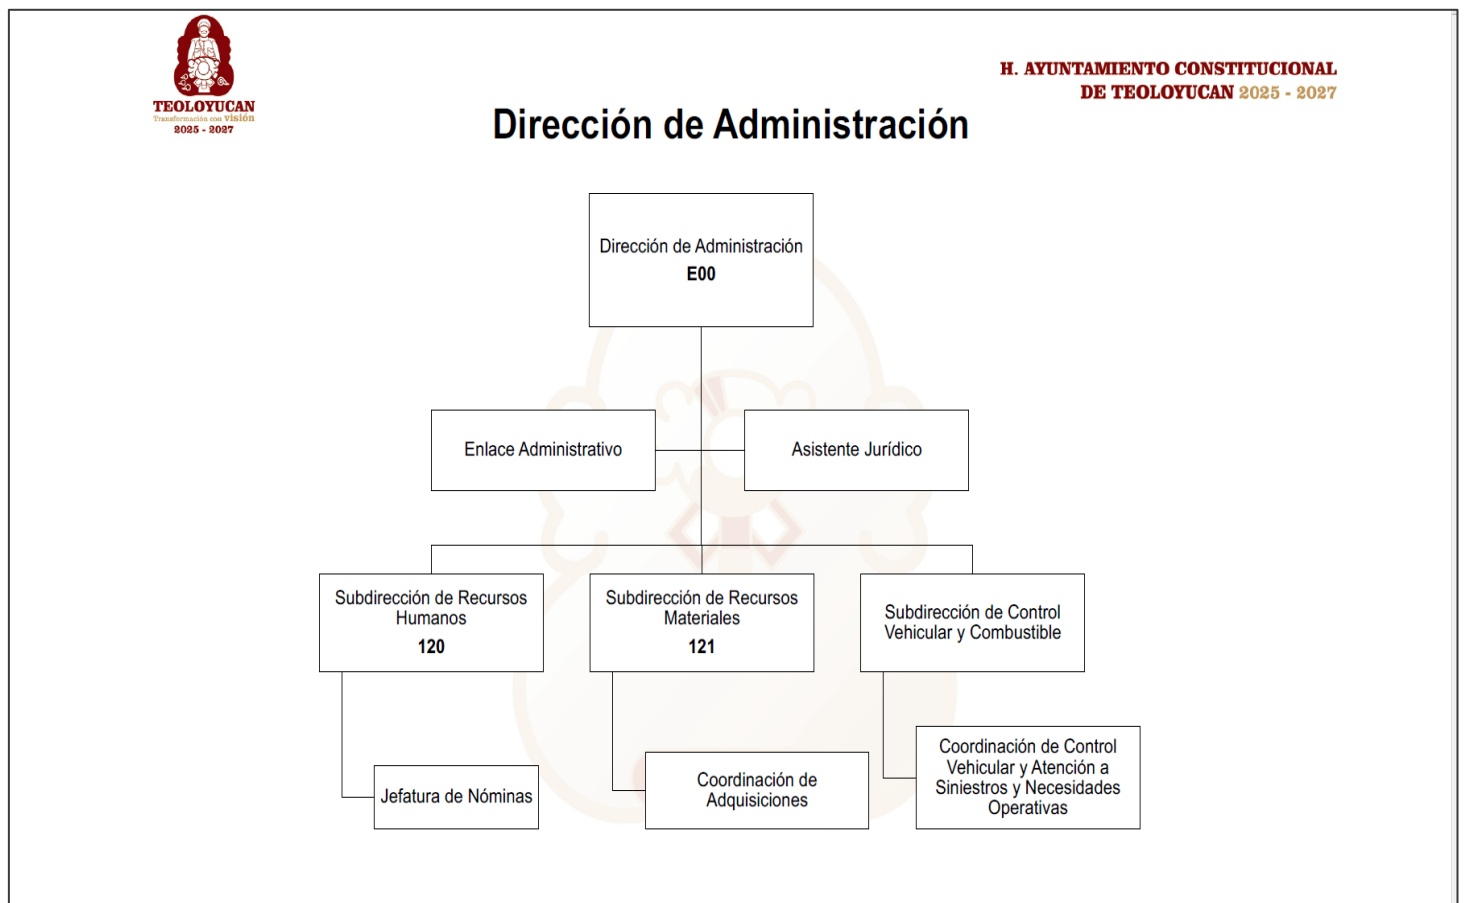 TEOLOYUCAN
Transformación con visión
2025 - 2027
H. AYUNTAMIENTO CONSTITUCIONAL
DE TEOLOYUCAN 2025 - 2027
Dirección de Administración
Dirección de Administración
E00
Enlace Administrativo
Asistente Jurídico
Subdirección de Recursos
Humanos
120
Subdirección de Recursos
Materiales
121
Subdirección de Control
Vehicular y Combustible
Jefatura de Nóminas
Coordinación de
Adquisiciones
Coordinación de Control
Vehicular y Atención a
Siniestros y Necesidades
Operativas